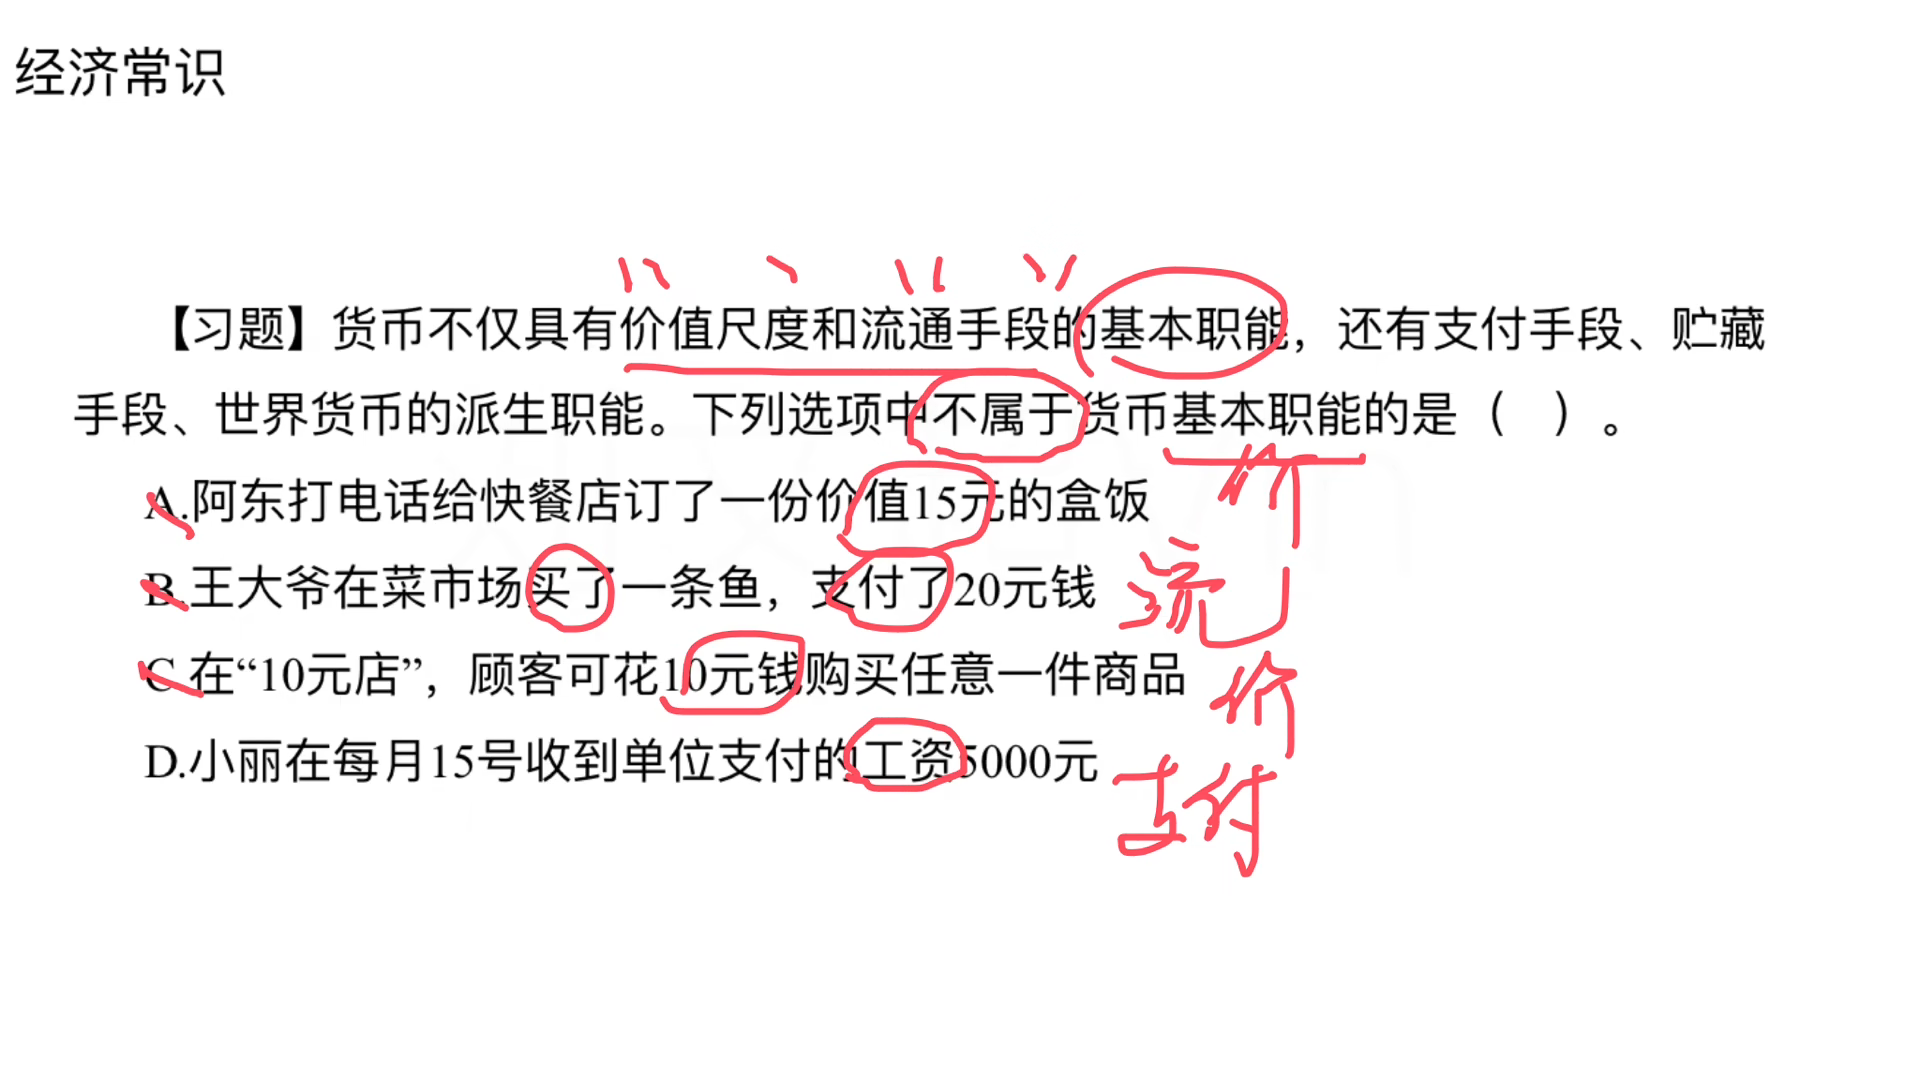 经济常识
【习题】货币不仅具有价值尺度和流通手段的基本职能，还有支付手段、贮藏
手段、世界货币的派生职能。下列选项中不属于货币基本职能的是（ ）。
A.阿东打电话给快餐店订了一份价值15元的盒饭 价
B.王大爷在菜市场买了一条鱼，支付了20元钱 流
C.在“10元店”，顾客可花10元钱购买任意一件商品 价
D.小丽在每月15号收到单位支付的工资5000元 支付